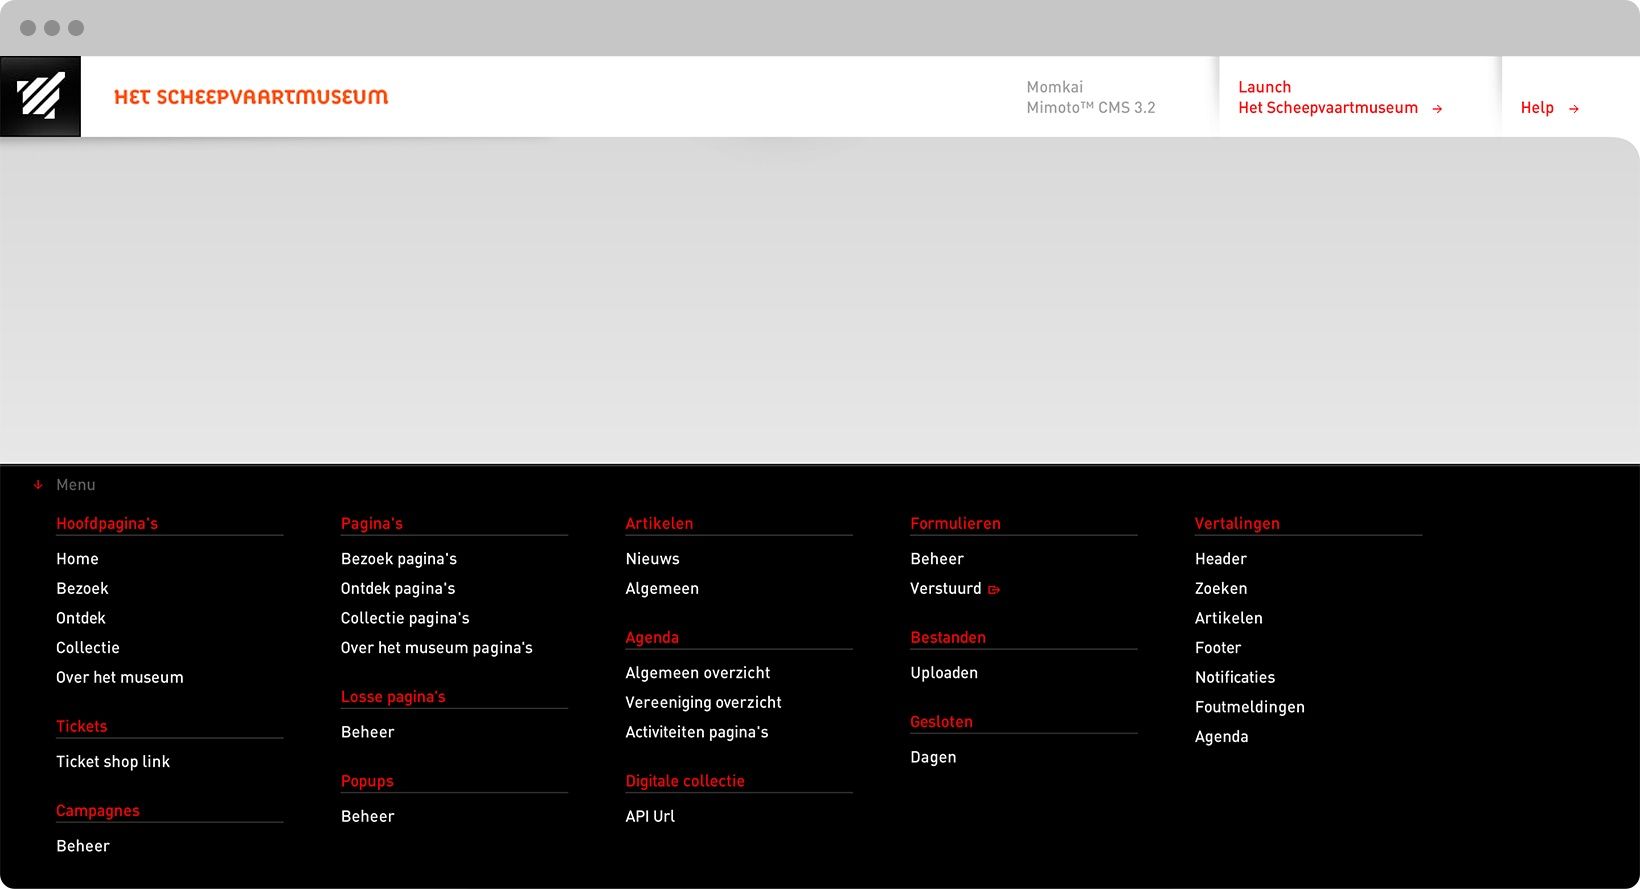 HET SCHEEPVAARTMUSEUM
Momkai
Mimoto™ CMS 3.2
Launch
Het Scheepvaartmuseum →
Help →
Menu
Hoofdpagina's
Home
Bezoek
Ontdek
Collectie
Over het museum
Tickets
Ticket shop link
Campagnes
Beheer
Pagina's
Bezoek pagina's
Ontdek pagina's
Collectie pagina's
Over het museum pagina's
Losse pagina's
Beheer
Popups
Beheer
Artikelen
Nieuws
Algemeen
Agenda
Algemeen overzicht
Vereeniging overzicht
Activiteiten pagina's
Digitale collectie
API Url
Formulieren
Beheer
Verstuurd
Bestanden
Uploaden
Gesloten
Dagen
Vertalingen
Header
Zoeken
Artikelen
Footer
Notificaties
Foutmeldingen
Agenda